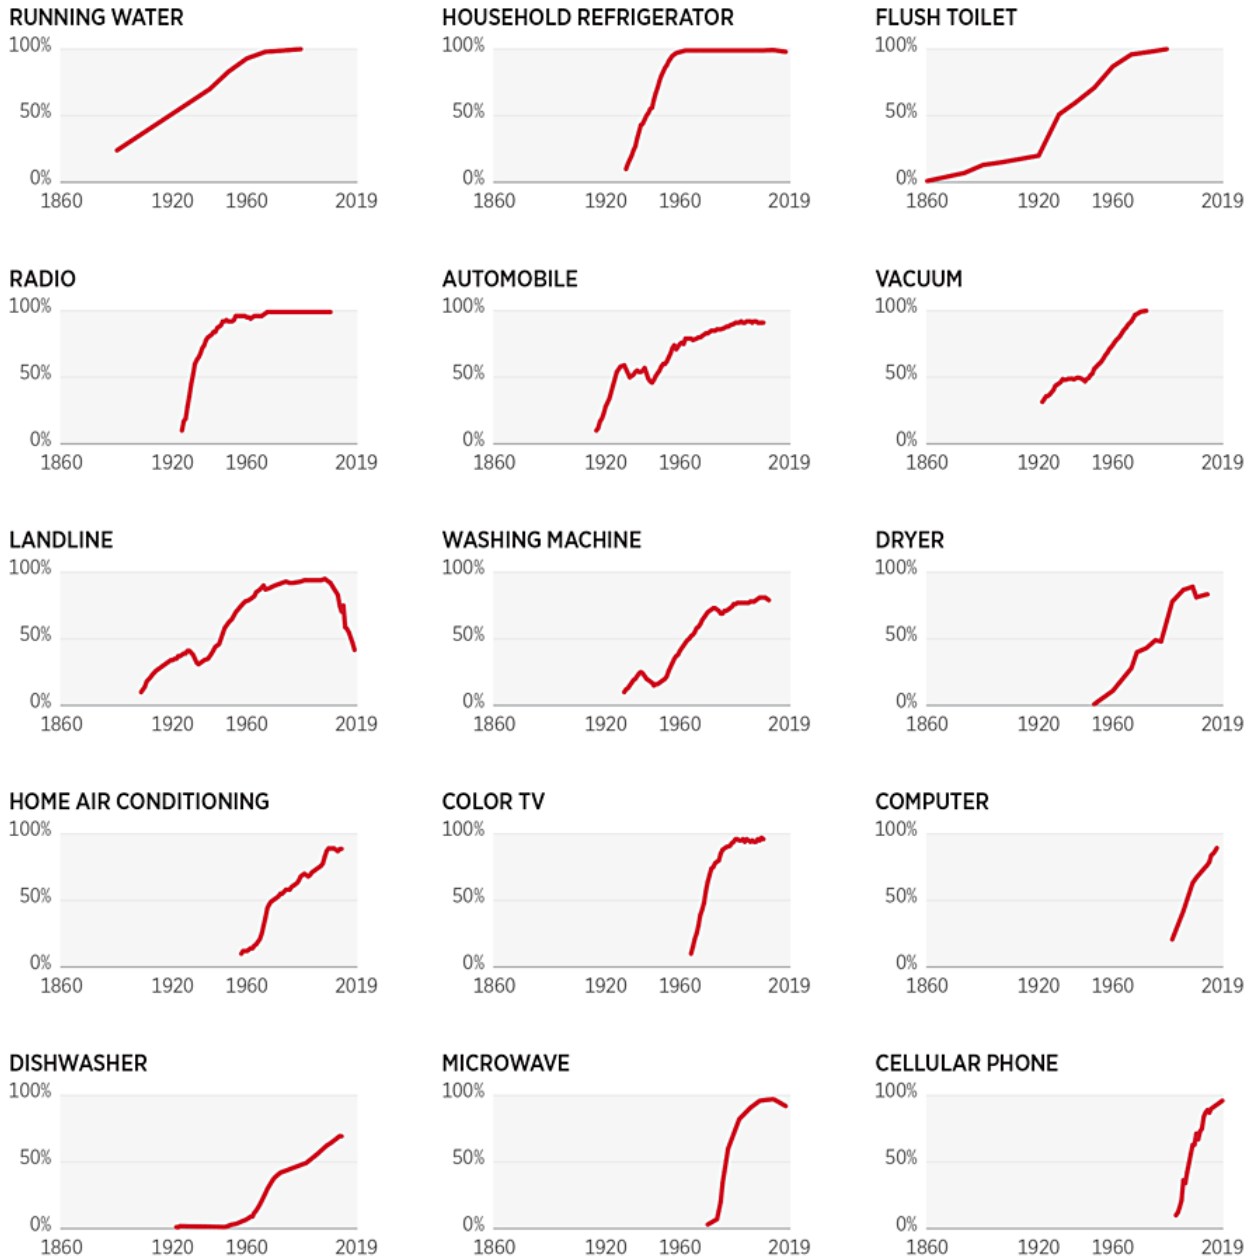 RUNNING WATER
100%
50%
0%
1860 1920 1960 2019
HOUSEHOLD REFRIGERATOR
100%
50%
0%
1860 1920 1960 2019
FLUSH TOILET
100%
50%
0%
1860 1920 1960 2019
RADIO
100%
50%
0%
1860 1920 1960 2019
AUTOMOBILE
100%
50%
0%
1860 1920 1960 2019
VACUUM
100%
50%
0%
1860 1920 1960 2019
LANDLINE
100%
50%
0%
1860 1920 1960 2019
WASHING MACHINE
100%
50%
0%
1860 1920 1960 2019
DRYER
100%
50%
0%
1860 1920 1960 2019
HOME AIR CONDITIONING
100%
50%
0%
1860 1920 1960 2019
COLOR TV
100%
50%
0%
1860 1920 1960 2019
COMPUTER
100%
50%
0%
1860 1920 1960 2019
DISHWASHER
100%
50%
0%
1860 1920 1960 2019
MICROWAVE
100%
50%
0%
1860 1920 1960 2019
CELLULAR PHONE
100%
50%
0%
1860 1920 1960 2019